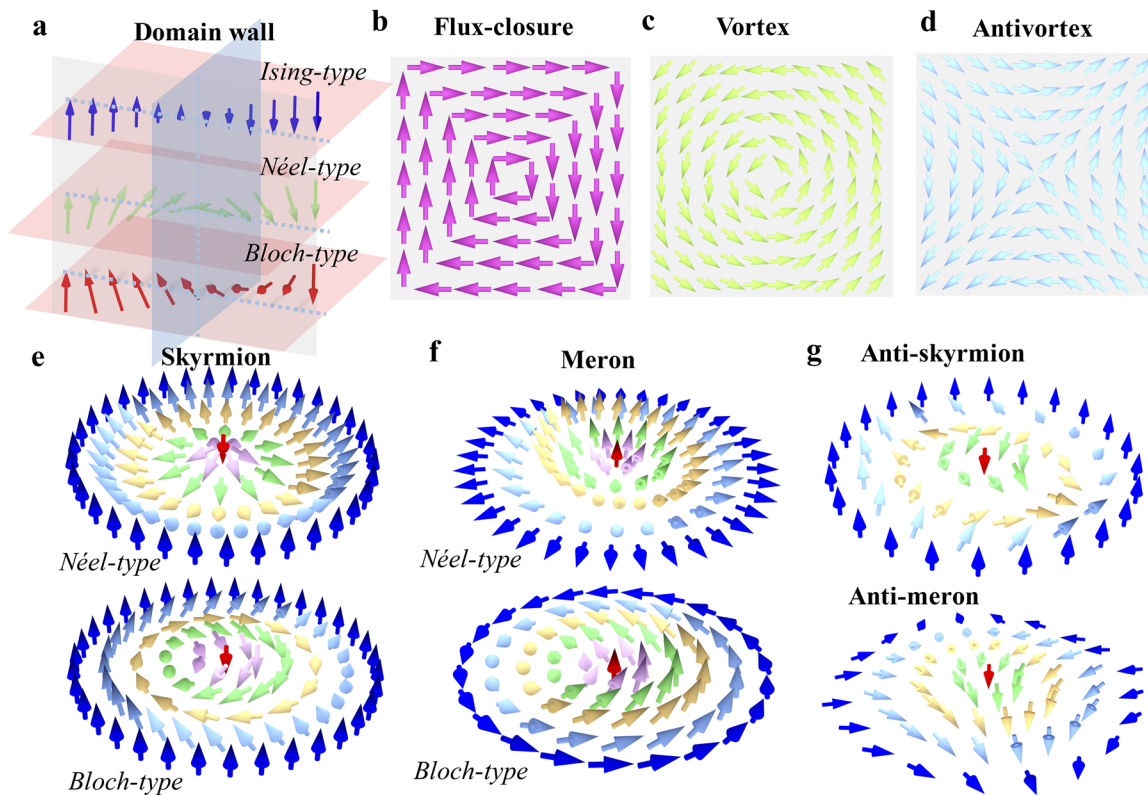 a
Domain wall
Ising-type
Néel-type
Bloch-type
b
Flux-closure
c
Vortex
d
Antivortex
e
Skyrmion
Néel-type
Bloch-type
f
Meron
Néel-type
Bloch-type
g
Anti-skyrmion
Anti-meron